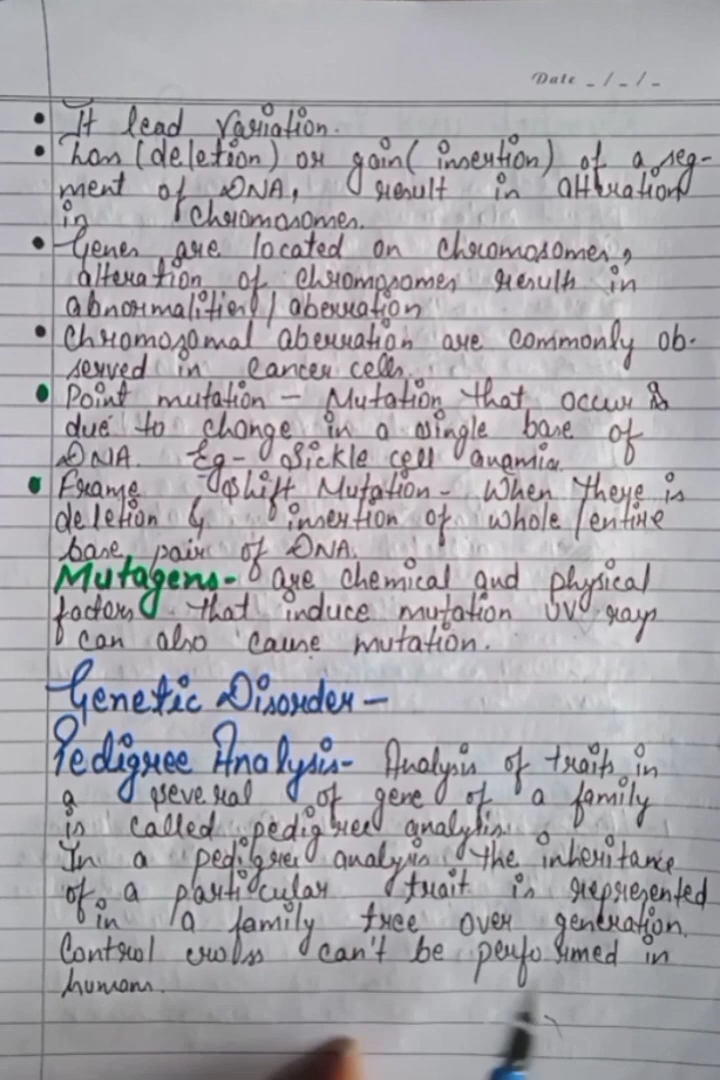 Date _/_/_
• It lead Variation.
• Loss (deletion) or gain (insertion) of a seg-
ment of DNA, result in alteration
in chromosomes.
• Genes are located on chromosomes,
alteration of chromosomes results in
abnormalities / aberration
• Chromosomal aberration are commonly ob-
served in cancer cells.
• Point mutation - Mutation that occur is
due to change in a single base of
DNA. Eg- Sickle cell anamia.
• Frame Shift Mutation - When there is
deletion & insertion of whole / entire
base pair of DNA.
Mutagens- are chemical and physical
factors that induce mutation UV rays
can also cause mutation.
Genetic Disorder -
Pedigree Analysis- Analysis of traits in
a several of gene of a family
is called pedigree analysis.
In a pedigree analysis the inheritance
of a particular trait is represented
in a family tree over generation.
Control cross can't be performed in
humans.